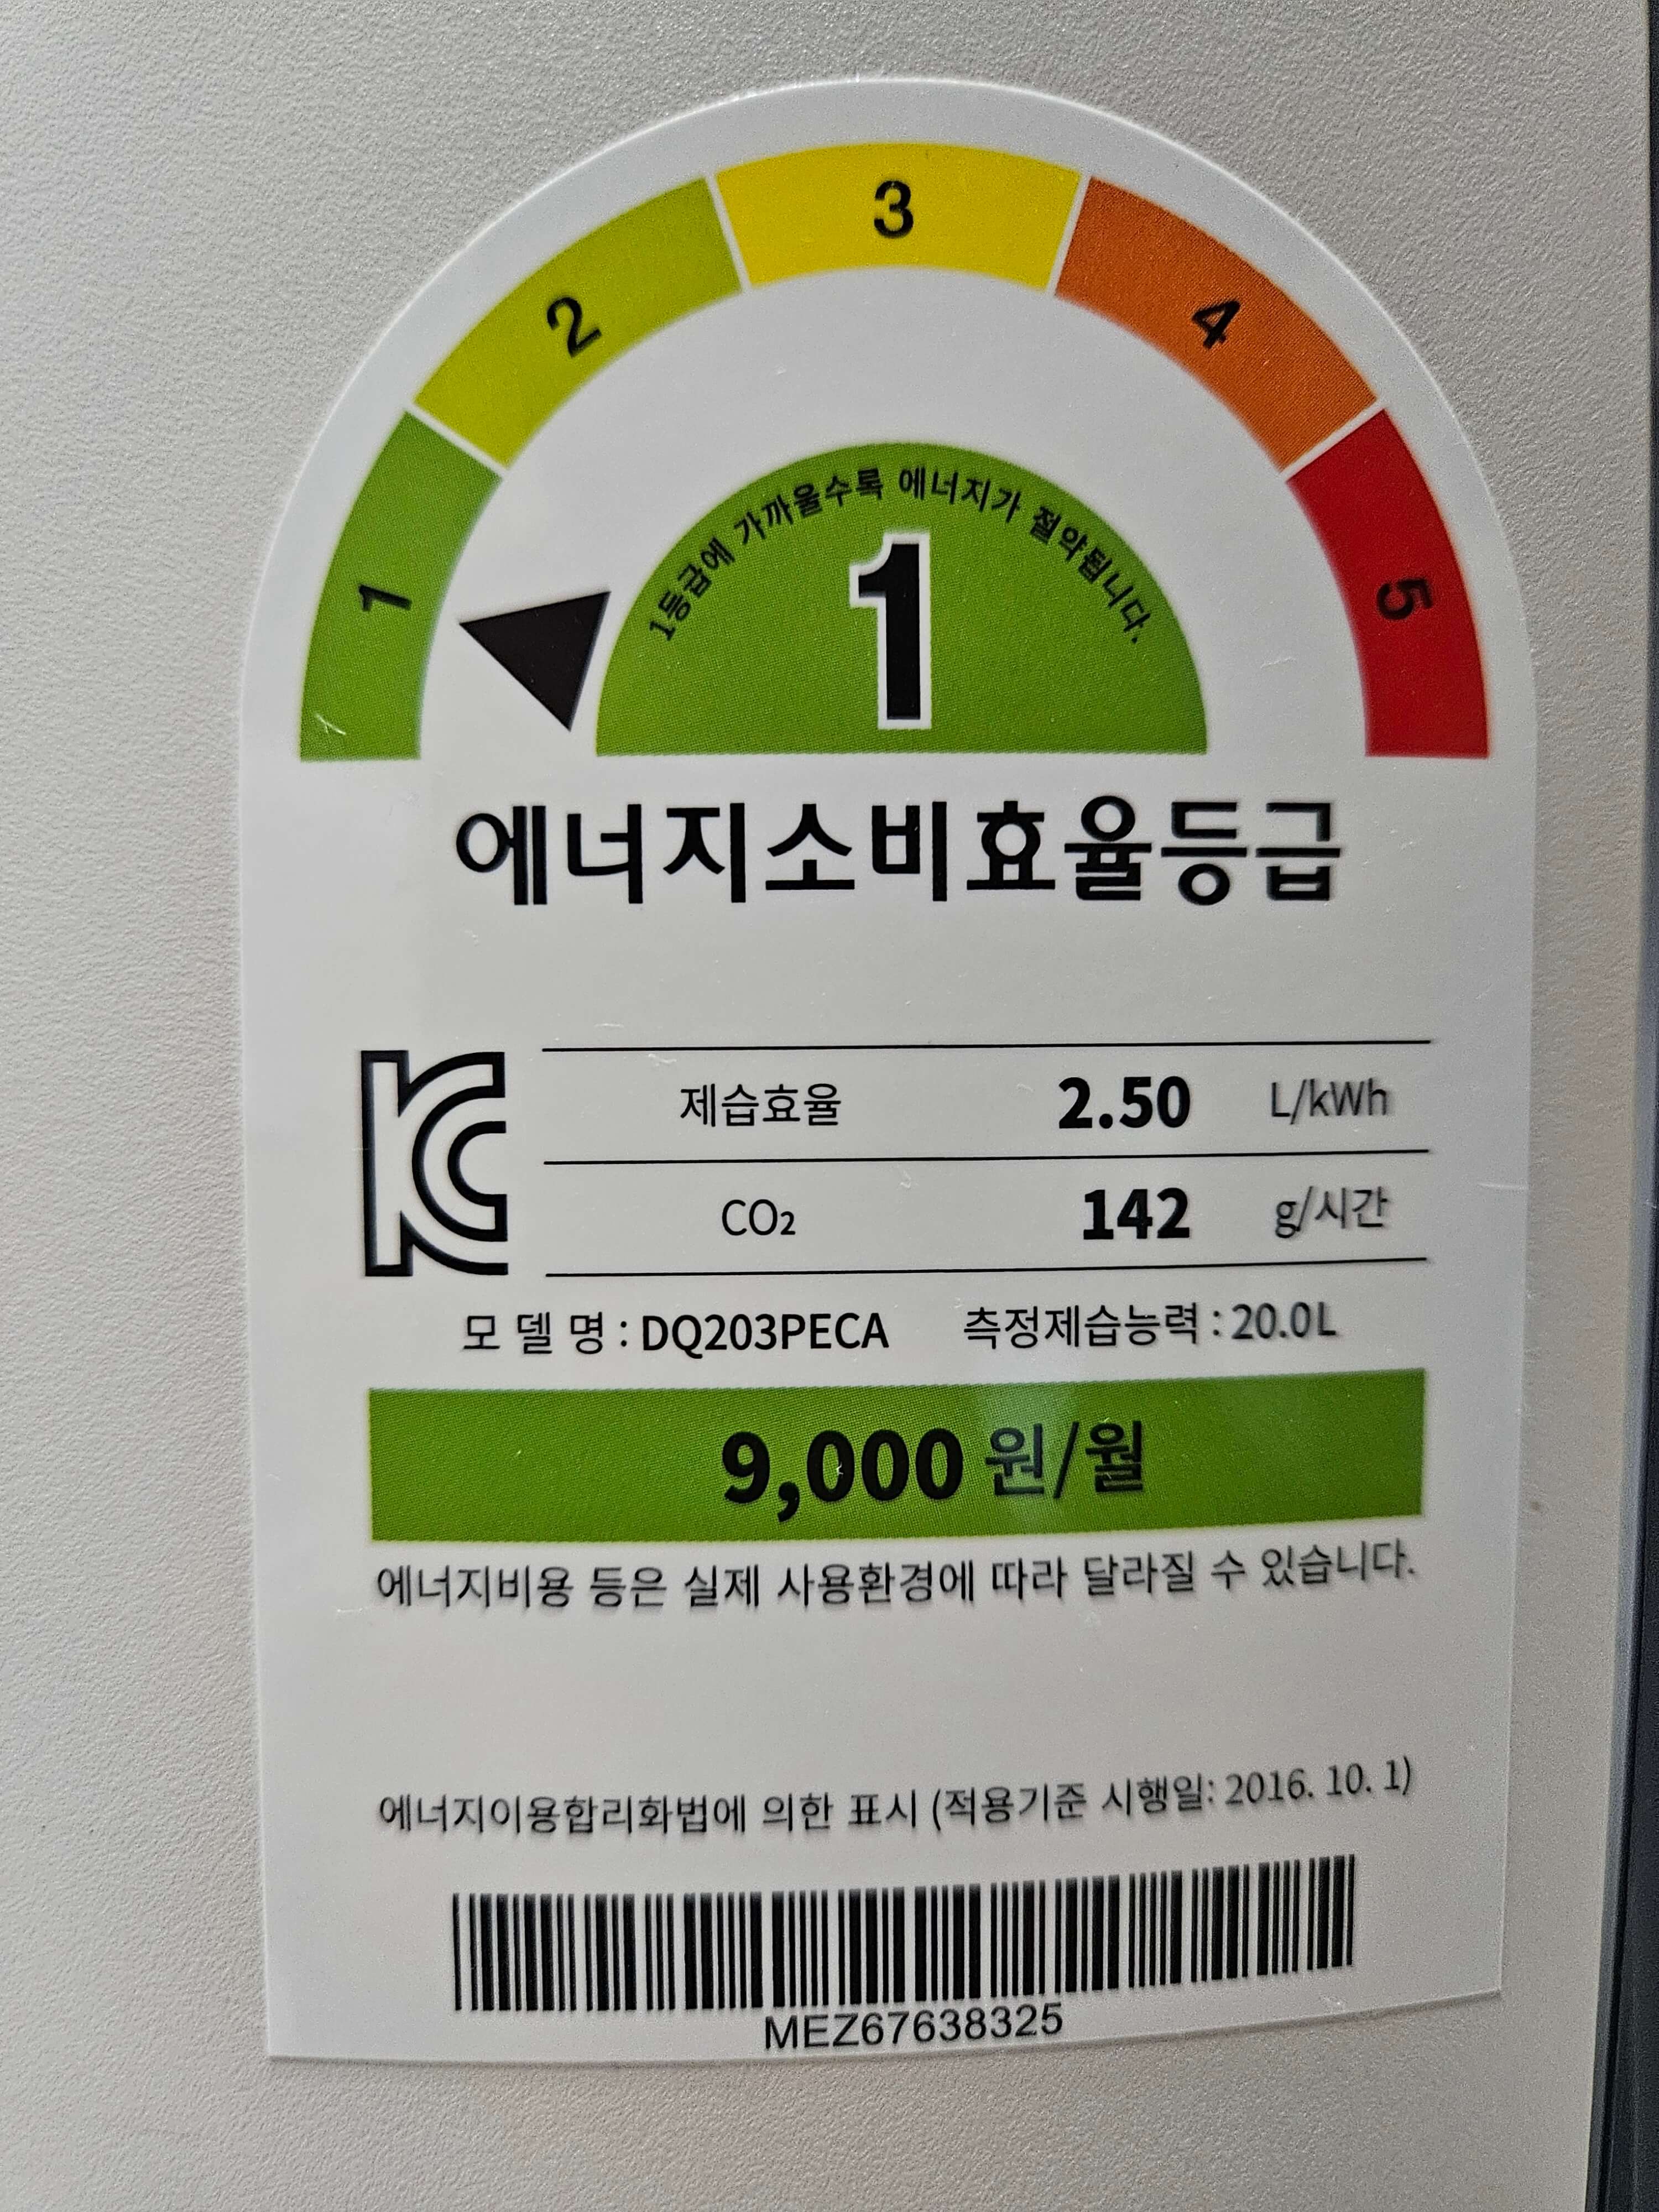 1 2 3 4 5
1등급에 가까울수록 에너지가 절약됩니다.
1
에너지소비효율등급
KC
제습효율 2.50 L/kWh
CO₂ 142 g/시간
모 델 명 : DQ203PECA 측정제습능력 : 20.0L
9,000 원/월
에너지비용 등은 실제 사용환경에 따라 달라질 수 있습니다.
에너지이용합리화법에 의한 표시 (적용기준 시행일: 2016. 10. 1)
MEZ67638325